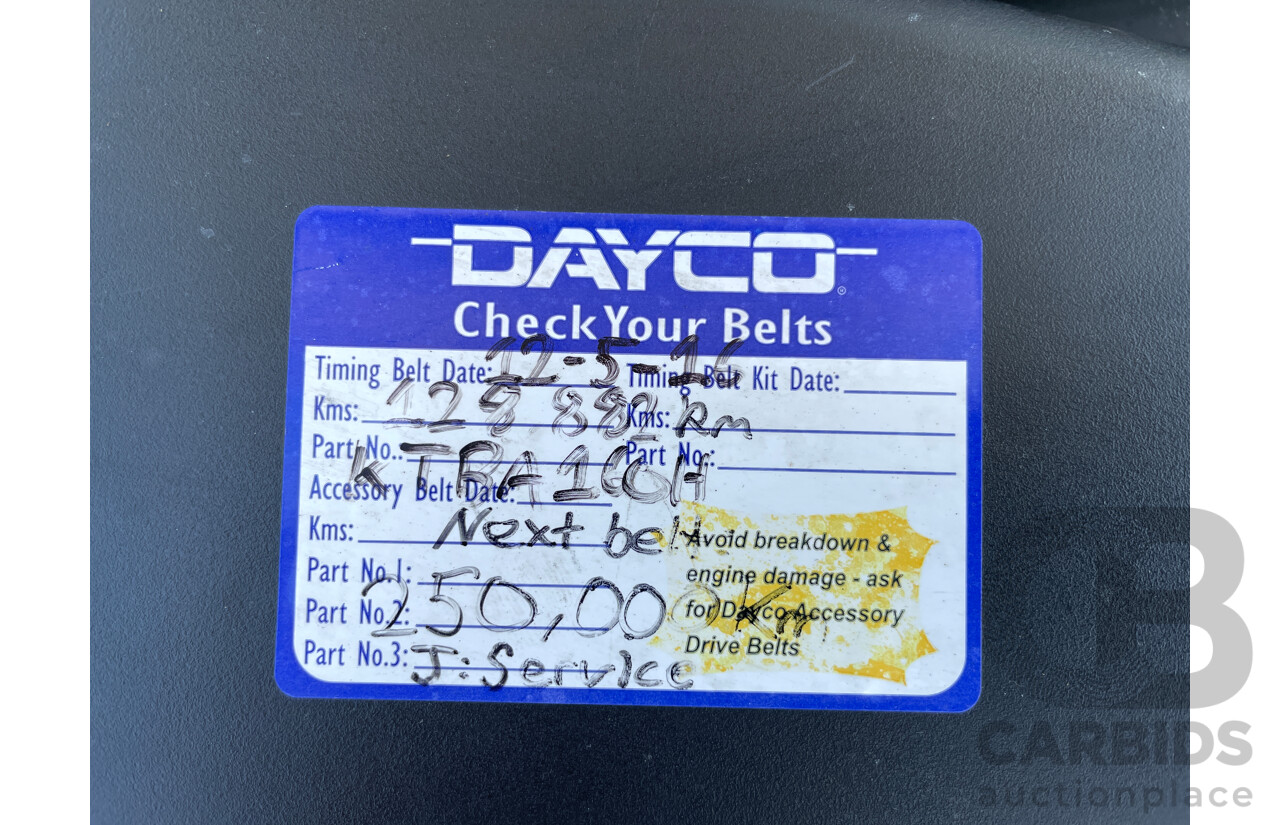 DAYCO®
Check Your Belts
Timing Belt Date: 12-5-16 Timing Belt Kit Date:
Kms: 128 882 Kms: Km
Part No.: Part No.:
KTBA160H
Accessory Belt Date:
Kms: Next belt
Avoid breakdown &
Part No.1: engine damage - ask
250,000 Km
Part No.2: for Dayco Accessory
Drive Belts
Part No.3: J.Service
B
CARBIDS
auctionplace